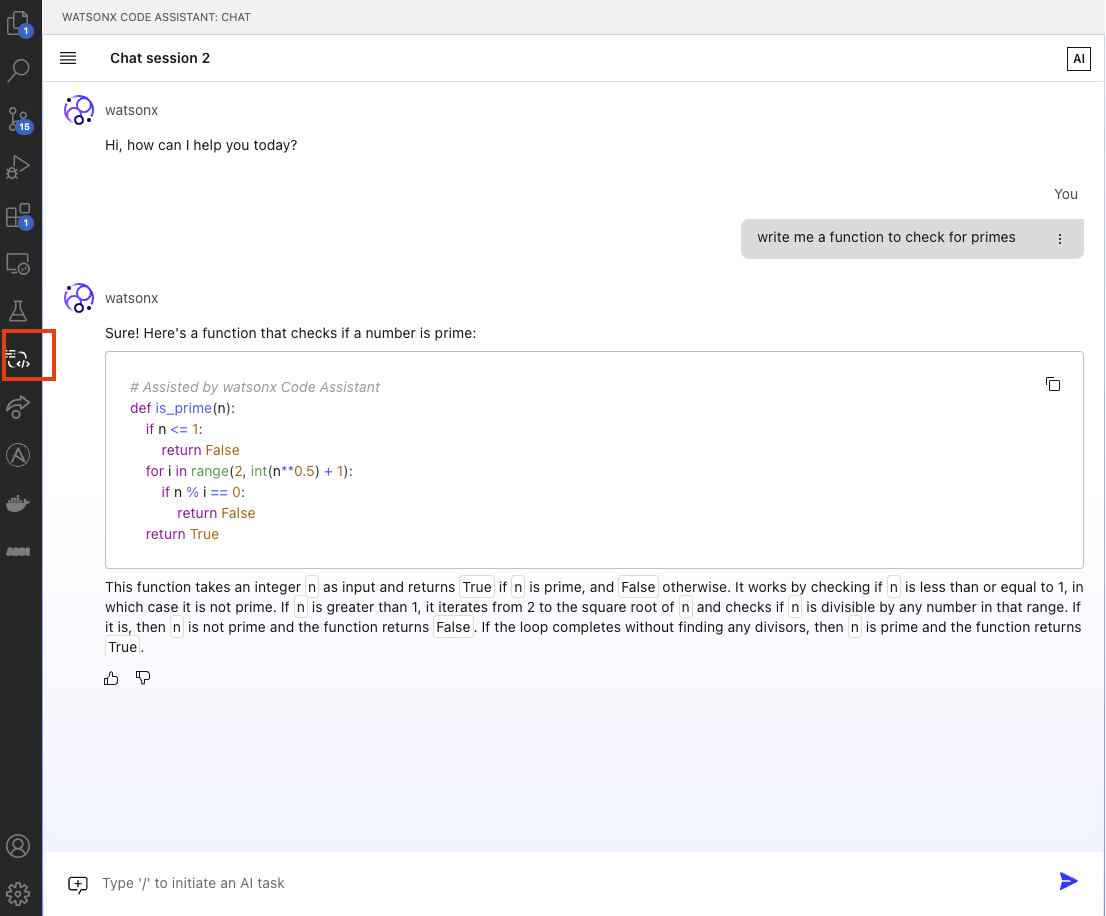 WATSONX CODE ASSISTANT: CHAT
1
Chat session 2
AI
watsonx
Hi, how can I help you today?
15
You
1
write me a function to check for primes
watsonx
Sure! Here's a function that checks if a number is prime:
# Assisted by watsonx Code Assistant
def is_prime(n):
if n <= 1:
return False
for i in range(2, int(n**0.5) + 1):
if n % i == 0:
return False
return True
This function takes an integer n as input and returns True if n is prime, and False otherwise. It works by checking if n is less than or equal to 1, in
which case it is not prime. If n is greater than 1, it iterates from 2 to the square root of n and checks if n is divisible by any number in that range. If
it is, then n is not prime and the function returns False. If the loop completes without finding any divisors, then n is prime and the function returns
True.
Type '/' to initiate an AI task